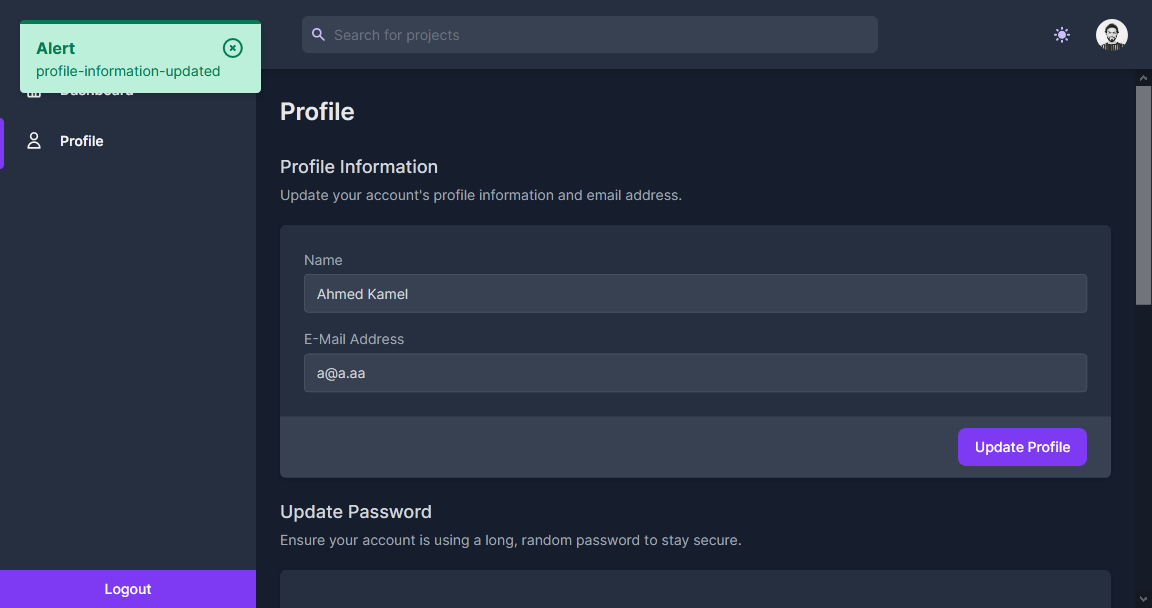 Alert
profile-information-updated
Search for projects
Dashboard
Profile
Profile
Profile Information
Update your account's profile information and email address.
Name
Ahmed Kamel
E-Mail Address
a@a.aa
Update Profile
Update Password
Ensure your account is using a long, random password to stay secure.
Logout